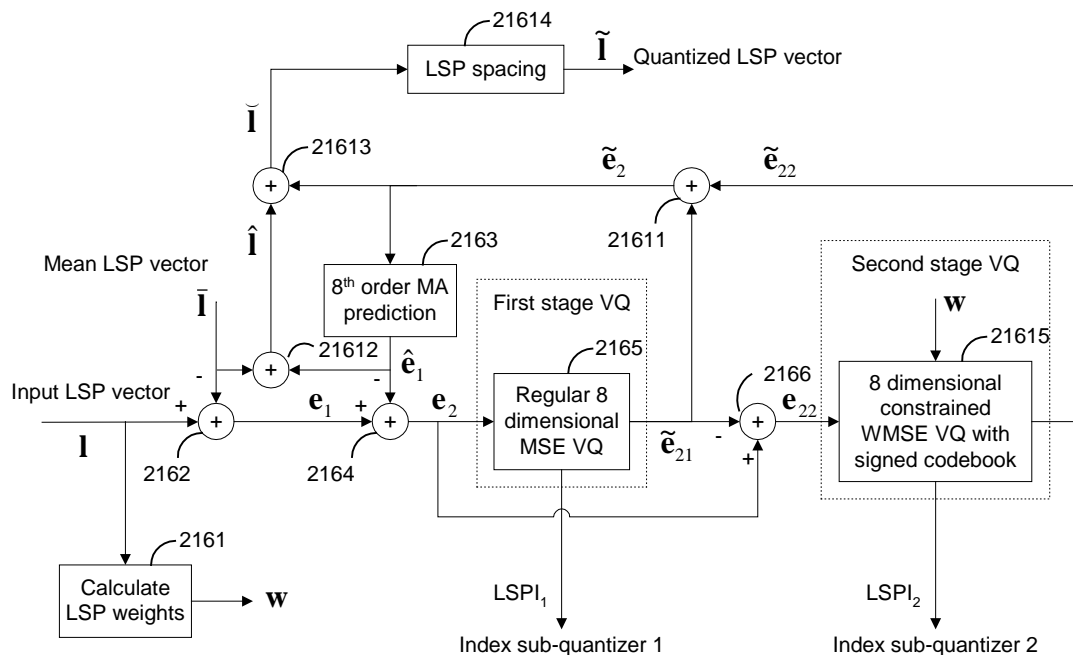 21614
LSP spacing
l̃
Quantized LSP vector
l̆
21613
+
ẽ₂
+
ẽ₂₂
21611
l̂
2163
Mean LSP vector
8th order MA
prediction
l̄
First stage VQ
Second stage VQ
w
21612
+
ê₁
2165
2166
21615
Input LSP vector
-
-
+
+
l
2162
e₁
+
+
2164
e₂
Regular 8
dimensional
MSE VQ
ẽ₂₁
-
+
+
e₂₂
8 dimensional
constrained
WMSE VQ with
signed codebook
2161
Calculate
LSP weights
w
LSPI₁
LSPI₂
Index sub-quantizer 1
Index sub-quantizer 2